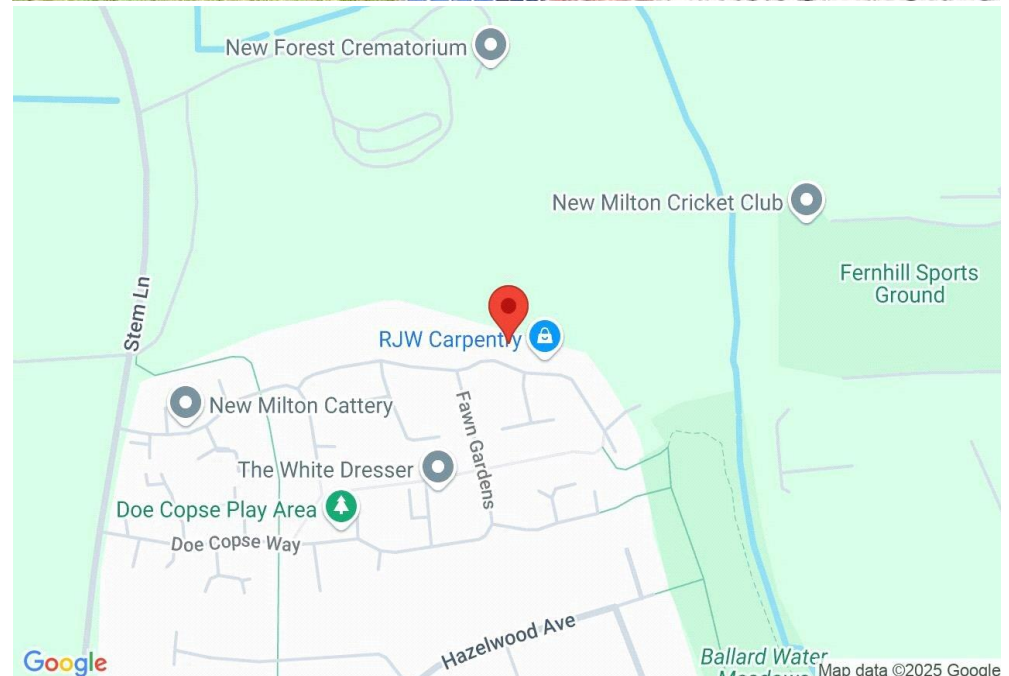 New Forest Crematorium
New Milton Cricket Club
Fernhill Sports
Ground
Stem Ln
RJW Carpentry
New Milton Cattery
Fawn Gardens
The White Dresser
Doe Copse Play Area
Doe Copse Way
Hazelwood Ave
Ballard Water
Meadows
Google
Map data ©2025 Google